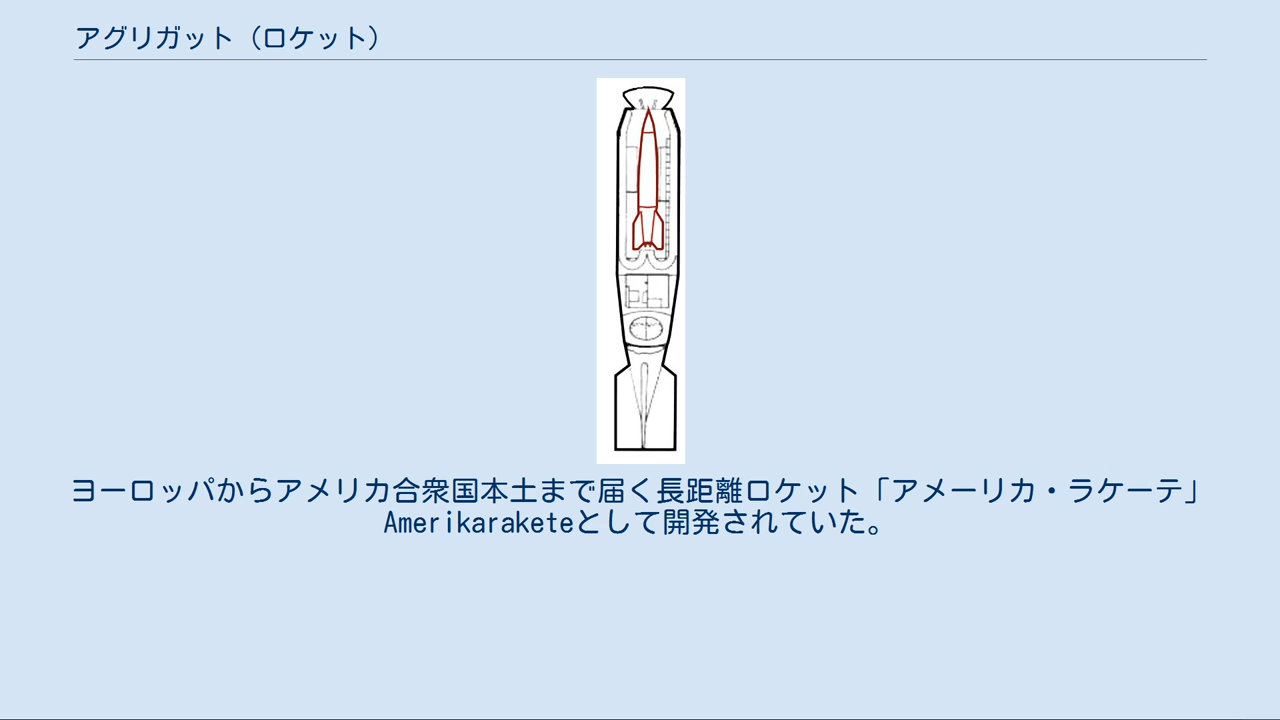 アグリガット（ロケット）
ヨーロッパからアメリカ合衆国本土まで届く長距離ロケット「アメーリカ・ラケーテ」
Amerikaraketeとして開発されていた。